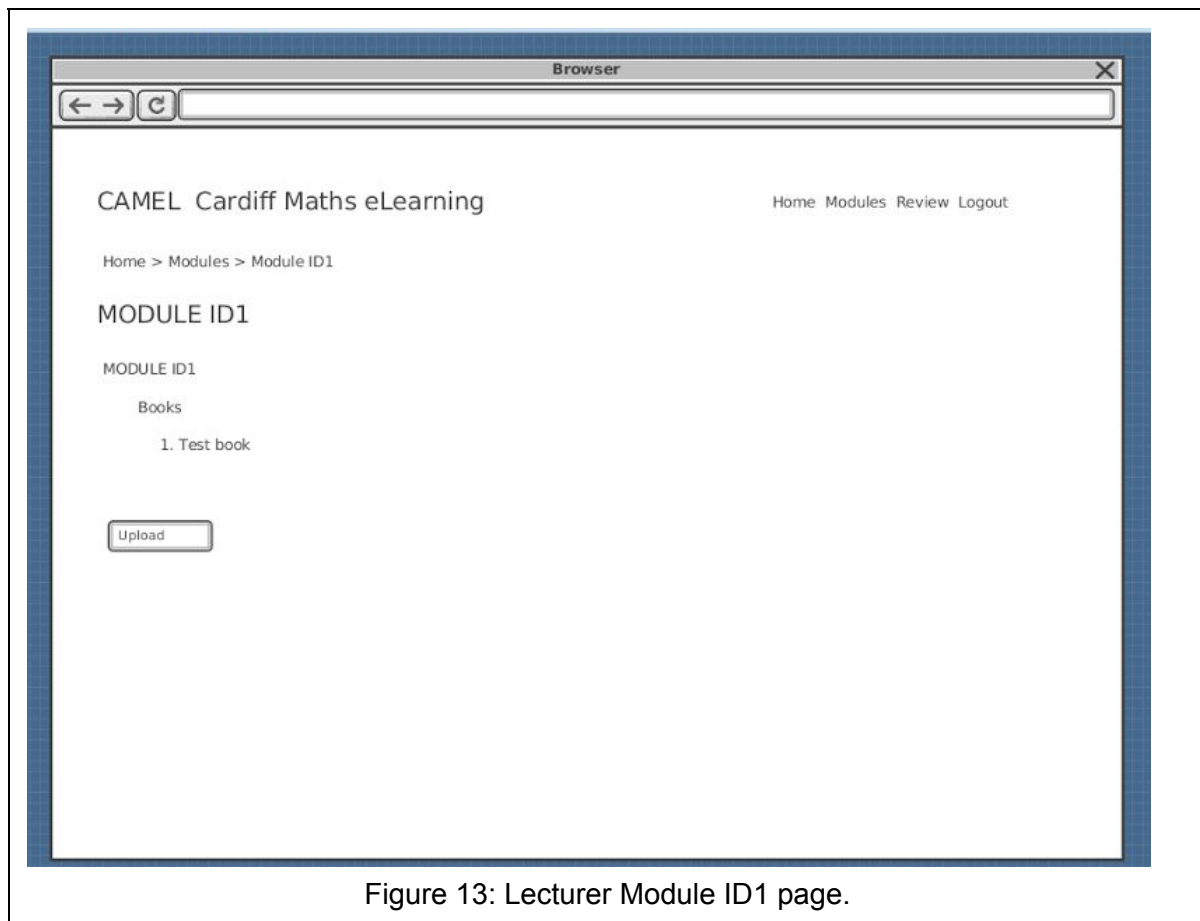 Browser
CAMEL Cardiff Maths eLearning
Home Modules Review Logout
Home > Modules > Module ID1
MODULE ID1
MODULE ID1
Books
1. Test book
Upload
Figure 13: Lecturer Module ID1 page.